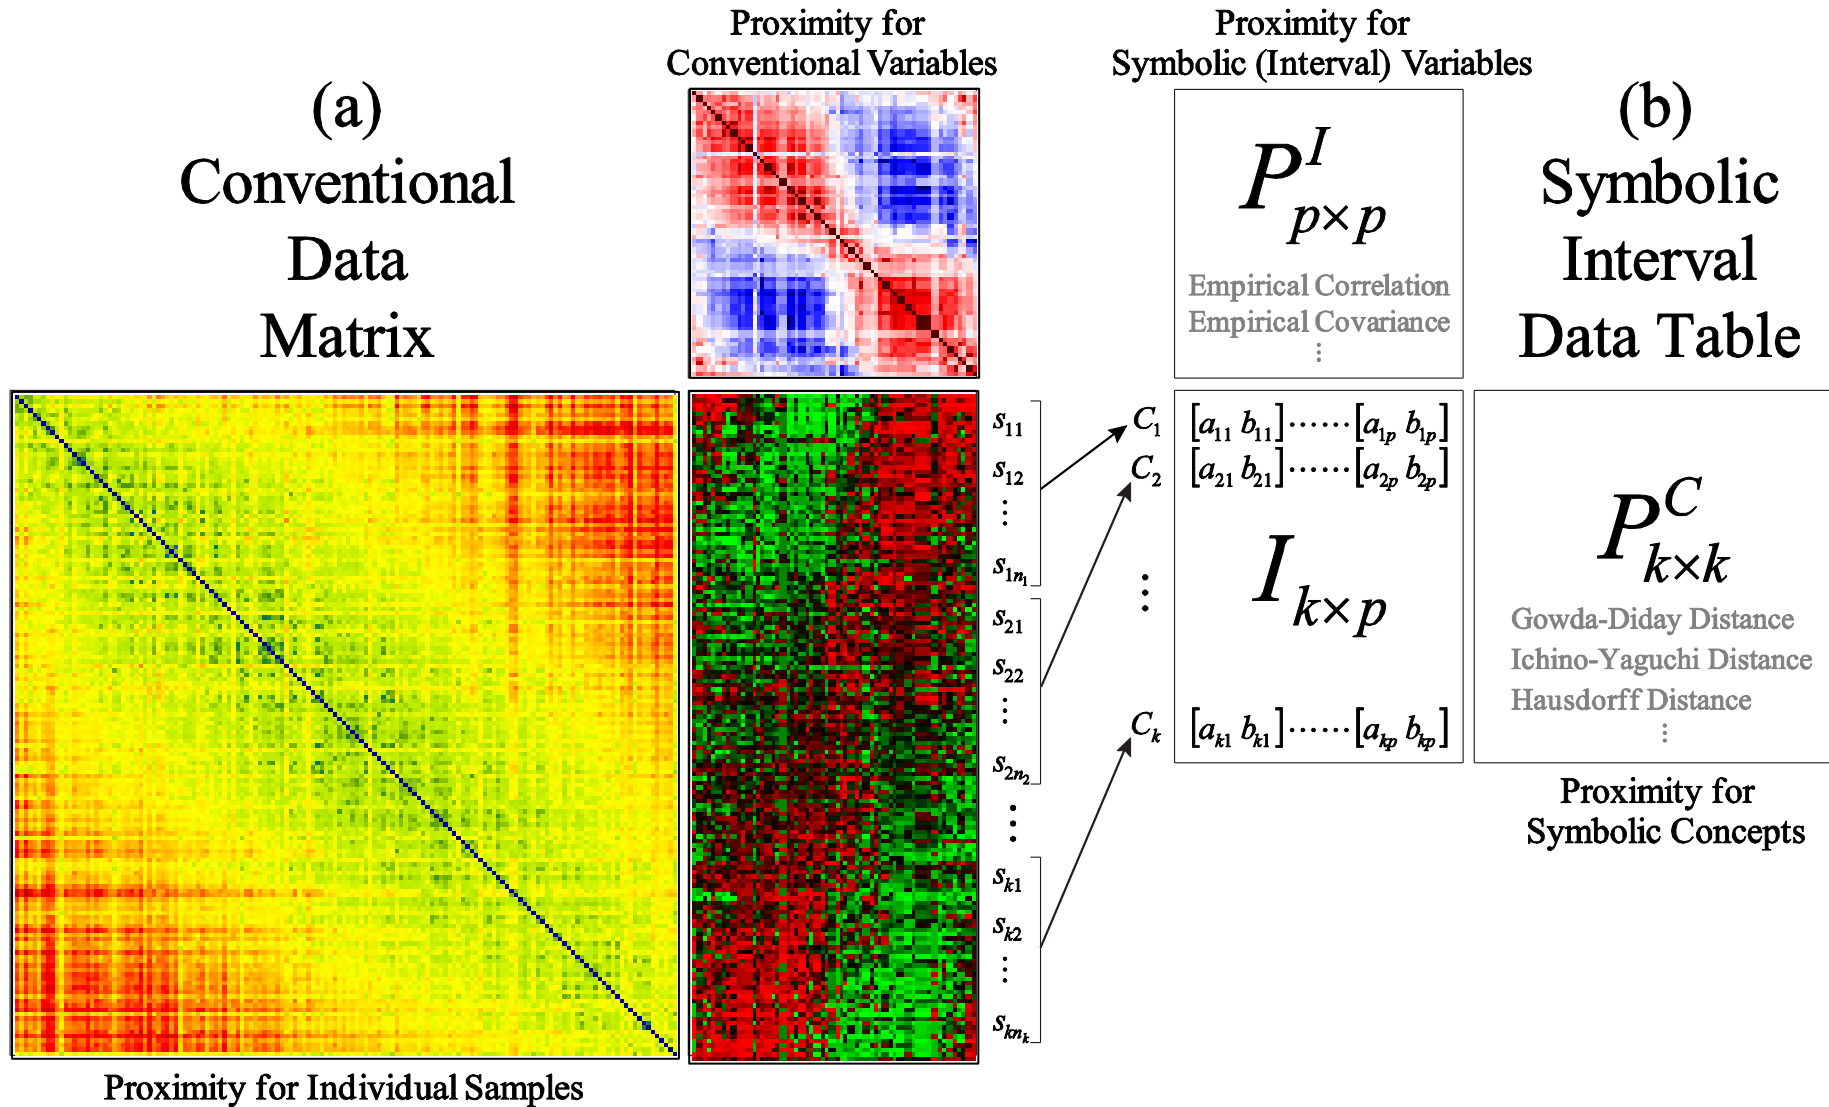 (a)
Conventional
Data
Matrix
Proximity for
Conventional Variables
Proximity for
Symbolic (Interval) Variables
(b)
Symbolic
Interval
Data Table
P^I_{p×p}
Empirical Correlation
Empirical Covariance
⋮
s_{11}
s_{12}
⋮
s_{1n_1}
s_{21}
s_{22}
⋮
s_{2n_2}
⋮
s_{k1}
s_{k2}
⋮
s_{kn_k}
C_1 [a_{11} b_{11}]⋯⋯[a_{1p} b_{1p}]
C_2 [a_{21} b_{21}]⋯⋯[a_{2p} b_{2p}]
⋮
I_{k×p}
C_k [a_{k1} b_{k1}]⋯⋯[a_{kp} b_{kp}]
P^C_{k×k}
Gowda-Diday Distance
Ichino-Yaguchi Distance
Hausdorff Distance
⋮
Proximity for
Symbolic Concepts
Proximity for Individual Samples